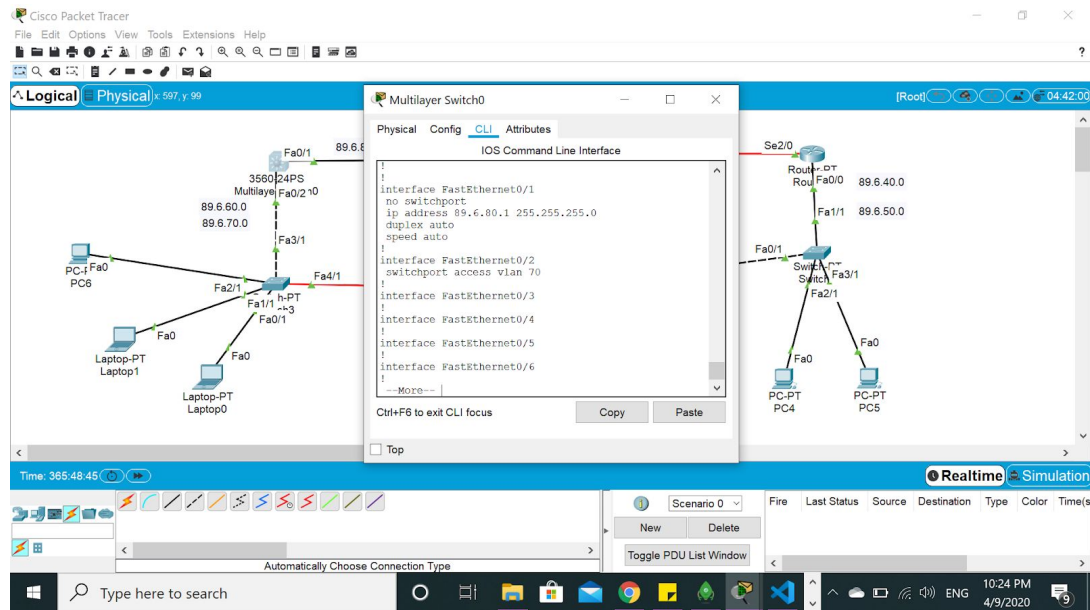 Cisco Packet Tracer
File Edit Options View Tools Extensions Help
?
Logical Physical x: 597, y: 99
[Root] 04:42:00
Multilayer Switch0
Physical Config CLI Attributes
IOS Command Line Interface
!
!
interface FastEthernet0/1
no switchport
ip address 89.6.80.1 255.255.255.0
duplex auto
speed auto
!
interface FastEthernet0/2
switchport access vlan 70
!
interface FastEthernet0/3
!
interface FastEthernet0/4
!
interface FastEthernet0/5
!
interface FastEthernet0/6
!
--More--
Ctrl+F6 to exit CLI focus
Copy Paste
Top
Fa0/1
89.6.8
3560-24PS
Fa0/2
89.6.60.0
89.6.70.0
Fa3/1
Fa0
PC6
Fa2/1
Fa4/1
Fa1/1
Fa0/1
Fa0
Laptop-PT
Laptop1
Fa0
Laptop-PT
Laptop0
Se2/0
Fa0/0
89.6.40.0
Fa1/1
89.6.50.0
Fa0/1
Fa3/1
Fa2/1
Fa0
Fa0
PC-PT
PC4
PC-PT
PC5
Time: 365:48:45
Realtime Simulation
Scenario 0
New Delete
Toggle PDU List Window
Fire Last Status Source Destination Type Color Time(s
Automatically Choose Connection Type
Type here to search
ENG
10:24 PM
4/9/2020
9